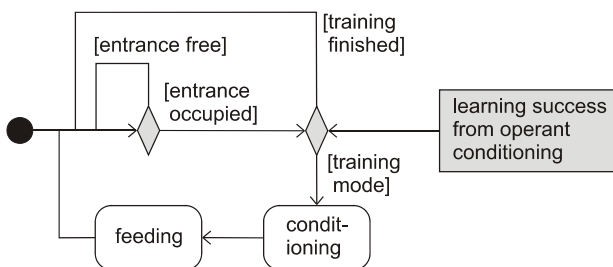 [training
finished]
[entrance free]
[entrance
occupied]
learning success
from operant
conditioning
[training
mode]
feeding
condit-
ioning